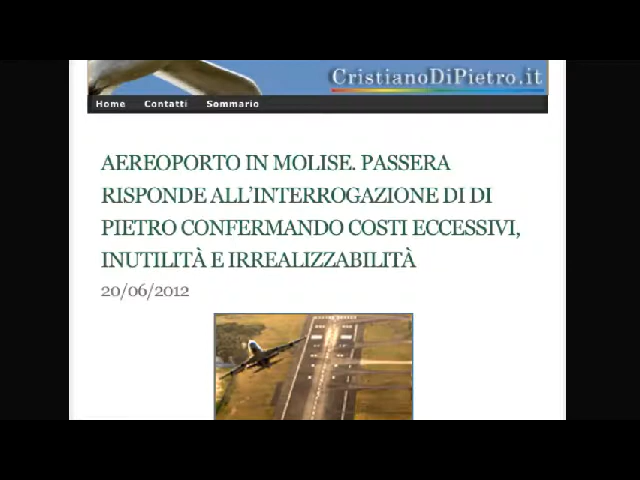 CristianoDiPietro.it
Home Contatti Sommario
AEREOPORTO IN MOLISE. PASSERA
RISPONDE ALL'INTERROGAZIONE DI DI
PIETRO CONFERMANDO COSTI ECCESSIVI,
INUTILITÀ E IRREALIZZABILITÀ
20/06/2012